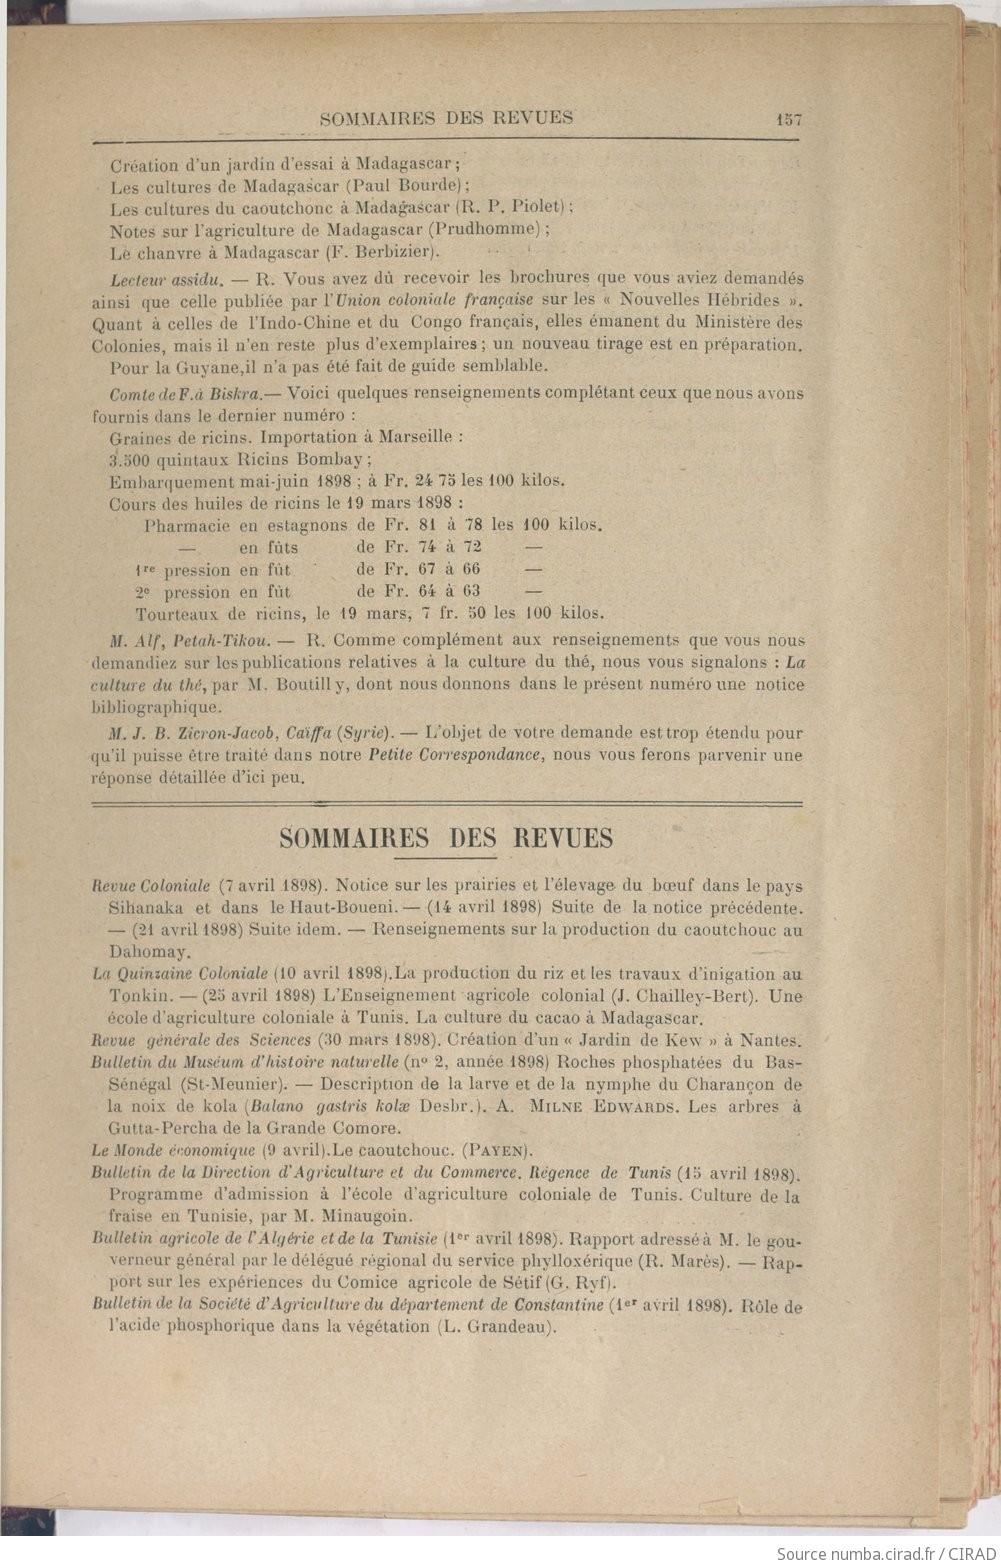 SOMMAIRES DES REVUES 157
Création d'un jardin d'essai à Madagascar ;
Les cultures de Madagascar (Paul Bourde) ;
Les cultures du caoutchouc à Madagascar (R. P. Piolet) ;
Notes sur l'agriculture de Madagascar (Prudhomme) ;
Le chanvre à Madagascar (F. Berbizier).
Lecteur assidu. — R. Vous avez dû recevoir les brochures que vous aviez demandés
ainsi que celle publiée par l'Union coloniale française sur les « Nouvelles Hébrides ».
Quant à celles de l'Indo-Chine et du Congo français, elles émanent du Ministère des
Colonies, mais il n'en reste plus d'exemplaires ; un nouveau tirage est en préparation.
Pour la Guyane,il n'a pas été fait de guide semblable.
Comte de F. à Biskra.— Voici quelques renseignements complétant ceux que nous avons
fournis dans le dernier numéro :
Graines de ricins. Importation à Marseille :
3.500 quintaux Ricins Bombay ;
Embarquement mai-juin 1898 ; à Fr. 24 75 les 100 kilos.
Cours des huiles de ricins le 19 mars 1898 :
Pharmacie en estagnons de Fr. 81 à 78 les 100 kilos.
— en fûts de Fr. 74 à 72 —
1re pression en fût de Fr. 67 à 66 —
2e pression en fût de Fr. 64 à 63 —
Tourteaux de ricins, le 19 mars, 7 fr. 50 les 100 kilos.
M. Alf, Petah-Tikou. — R. Comme complément aux renseignements que vous nous
demandiez sur les publications relatives à la culture du thé, nous vous signalons : La
culture du thé, par M. Boutilly, dont nous donnons dans le présent numéro une notice
bibliographique.
M. J. B. Zicron-Jacob, Caïffa (Syrie). — L'objet de votre demande est trop étendu pour
qu'il puisse être traité dans notre Petite Correspondance, nous vous ferons parvenir une
réponse détaillée d'ici peu.
SOMMAIRES DES REVUES
Revue Coloniale (7 avril 1898). Notice sur les prairies et l'élevage du bœuf dans le pays
Sihanaka et dans le Haut-Boueni. — (14 avril 1898) Suite de la notice précédente.
— (21 avril 1898) Suite idem. — Renseignements sur la production du caoutchouc au
Dahomay.
La Quinzaine Coloniale (10 avril 1898).La production du riz et les travaux d'inigation au
Tonkin. — (25 avril 1898) L'Enseignement agricole colonial (J. Chailley-Bert). Une
école d'agriculture coloniale à Tunis. La culture du cacao à Madagascar.
Revue générale des Sciences (30 mars 1898). Création d'un « Jardin de Kew » à Nantes.
Bulletin du Muséum d'histoire naturelle (no 2, année 1898) Roches phosphatées du Bas-
Sénégal (St-Meunier). — Description de la larve et de la nymphe du Charançon de
la noix de kola (Balano gastris kolæ Desbr.). A. MILNE EDWARDS. Les arbres à
Gutta-Percha de la Grande Comore.
Le Monde économique (9 avril).Le caoutchouc. (PAYEN).
Bulletin de la Direction d'Agriculture et du Commerce. Régence de Tunis (15 avril 1898).
Programme d'admission à l'école d'agriculture coloniale de Tunis. Culture de la
fraise en Tunisie, par M. Minaugoin.
Bulletin agricole de l'Algérie et de la Tunisie (1er avril 1898). Rapport adressé à M. le gou-
verneur général par le délégué régional du service phylloxérique (R. Marès). — Rap-
port sur les expériences du Comice agricole de Sétif (G. Ryf).
Bulletin de la Société d'Agriculture du département de Constantine (1er avril 1898). Rôle de
l'acide phosphorique dans la végétation (L. Grandeau).
Source numba.cirad.fr / CIRAD